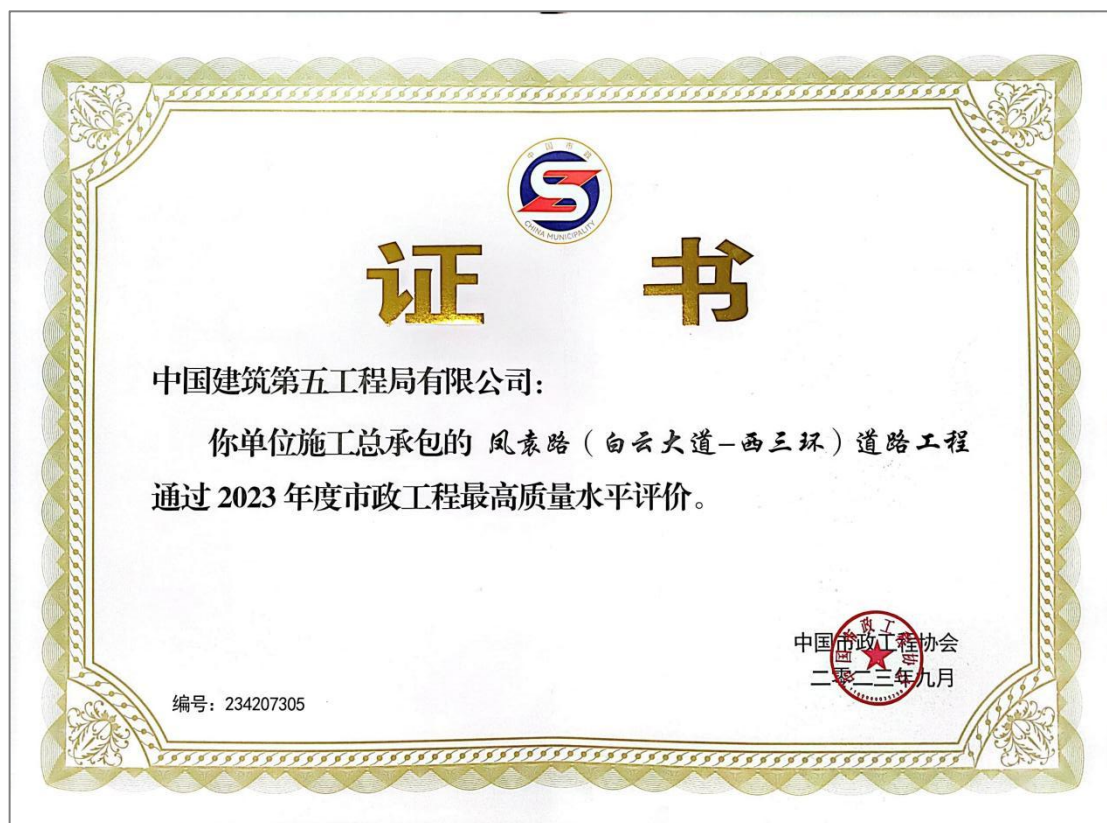 中国市政
CHINA MUNICIPALITY
证 书
中国建筑第五工程局有限公司：
你单位施工总承包的 凤袁路（白云大道-西三环）道路工程
通过 2023 年度市政工程最高质量水平评价。
中国市政工程协会
二零二三年九月
编号：234207305